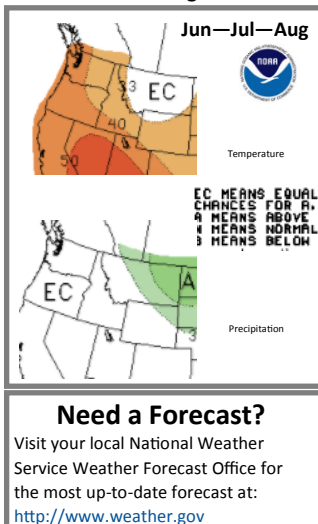 Jun—Jul—Aug
NOAA
33
EC
40
50
Temperature
EC MEANS EQUAL
CHANCES FOR A,
A MEANS ABOVE
N MEANS NORMAL
B MEANS BELOW
A
EC
Precipitation
Need a Forecast?
Visit your local National Weather
Service Weather Forecast Office for
the most up-to-date forecast at:
http://www.weather.gov